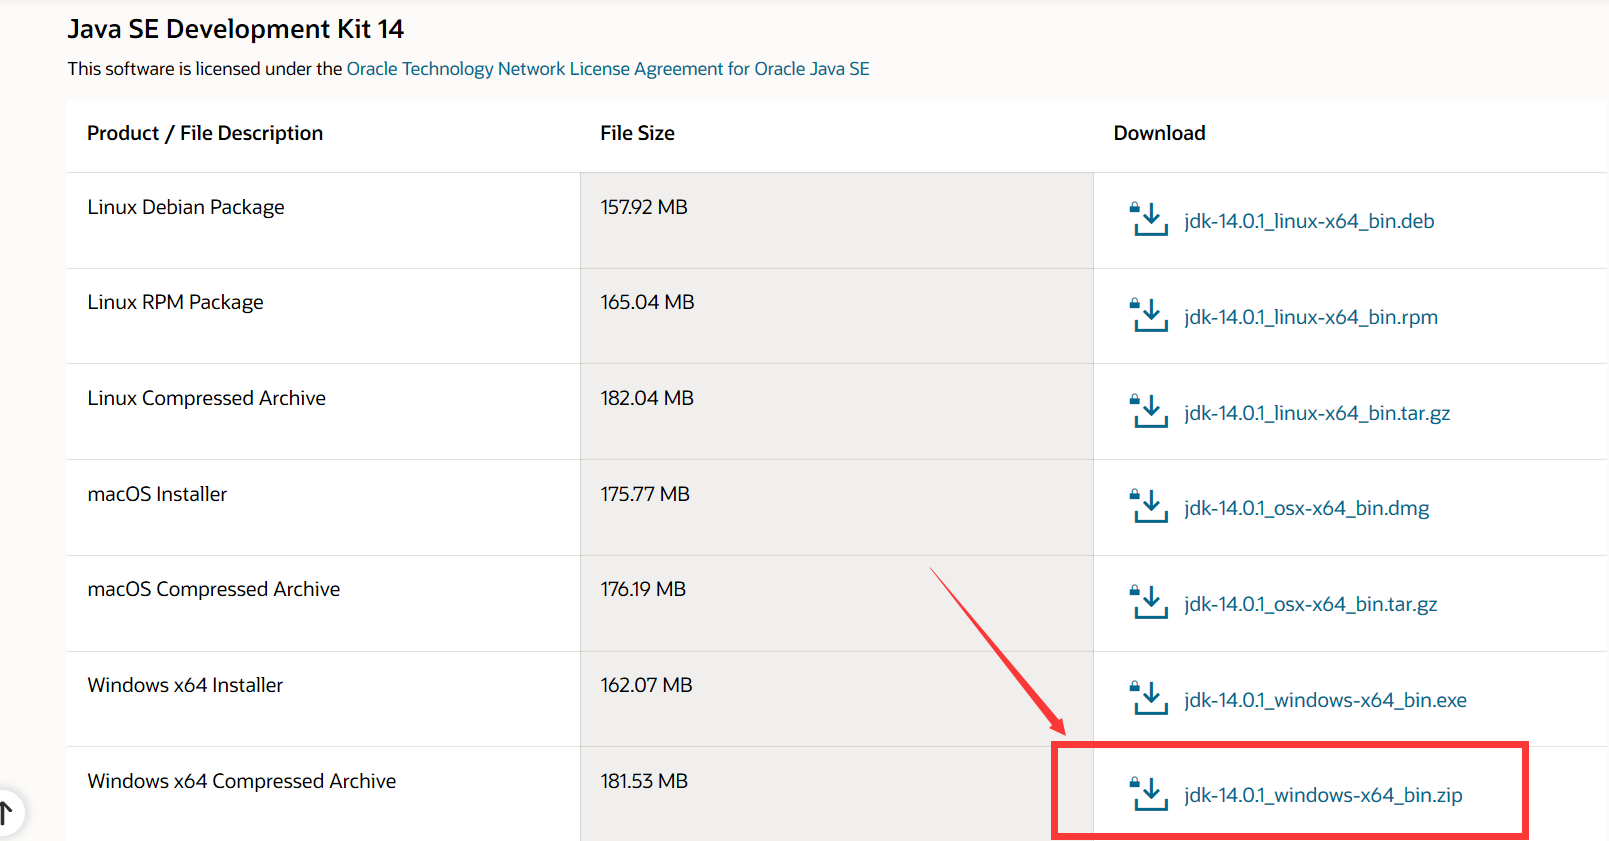 Java SE Development Kit 14
This software is licensed under the Oracle Technology Network License Agreement for Oracle Java SE
Product / File Description File Size Download
Linux Debian Package 157.92 MB jdk-14.0.1_linux-x64_bin.deb
Linux RPM Package 165.04 MB jdk-14.0.1_linux-x64_bin.rpm
Linux Compressed Archive 182.04 MB jdk-14.0.1_linux-x64_bin.tar.gz
macOS Installer 175.77 MB jdk-14.0.1_osx-x64_bin.dmg
macOS Compressed Archive 176.19 MB jdk-14.0.1_osx-x64_bin.tar.gz
Windows x64 Installer 162.07 MB jdk-14.0.1_windows-x64_bin.exe
Windows x64 Compressed Archive 181.53 MB jdk-14.0.1_windows-x64_bin.zip